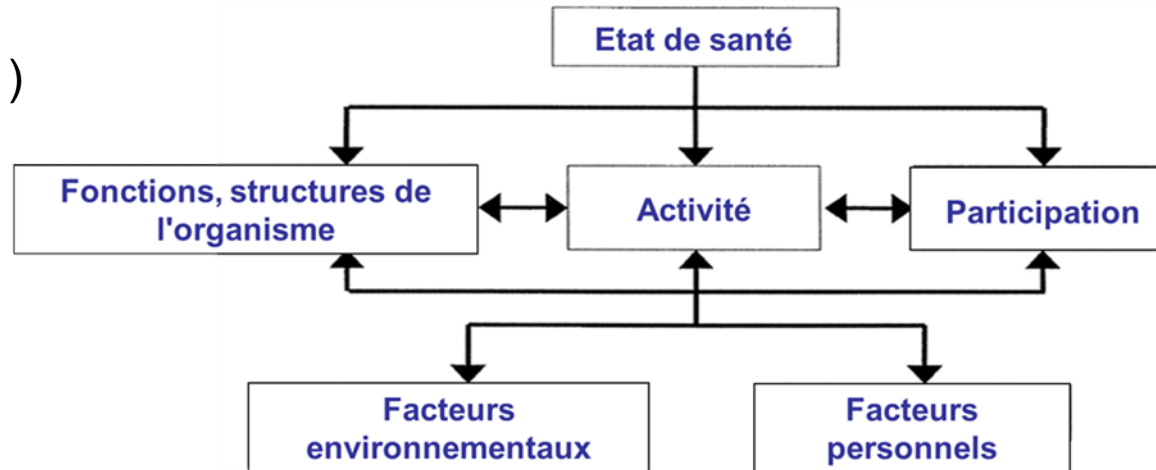 Etat de santé
)
Fonctions, structures de
l'organisme
Activité
Participation
Facteurs
environnementaux
Facteurs
personnels